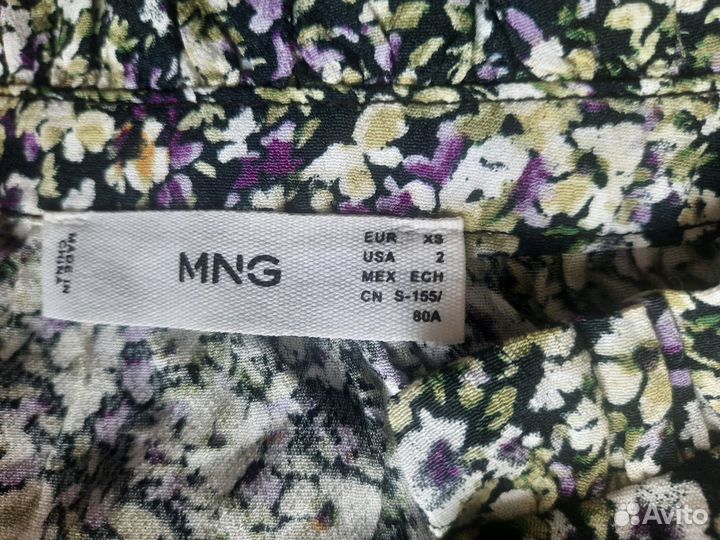 MADE IN
CHINA
MNG
EUR XS
USA 2
MEX ECH
CN S-155/
80A
Avito